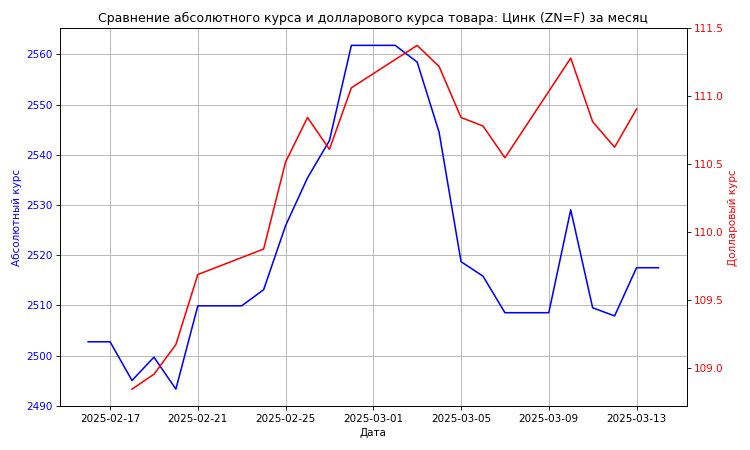 Сравнение абсолютного курса и долларового курса товара: Цинк (ZN=F) за месяц
Абсолютный курс
2560
2550
2540
2530
2520
2510
2500
2490
111.5
111.0
110.5
110.0
109.5
109.0
Долларовый курс
2025-02-17 2025-02-21 2025-02-25 2025-03-01 2025-03-05 2025-03-09 2025-03-13
Дата